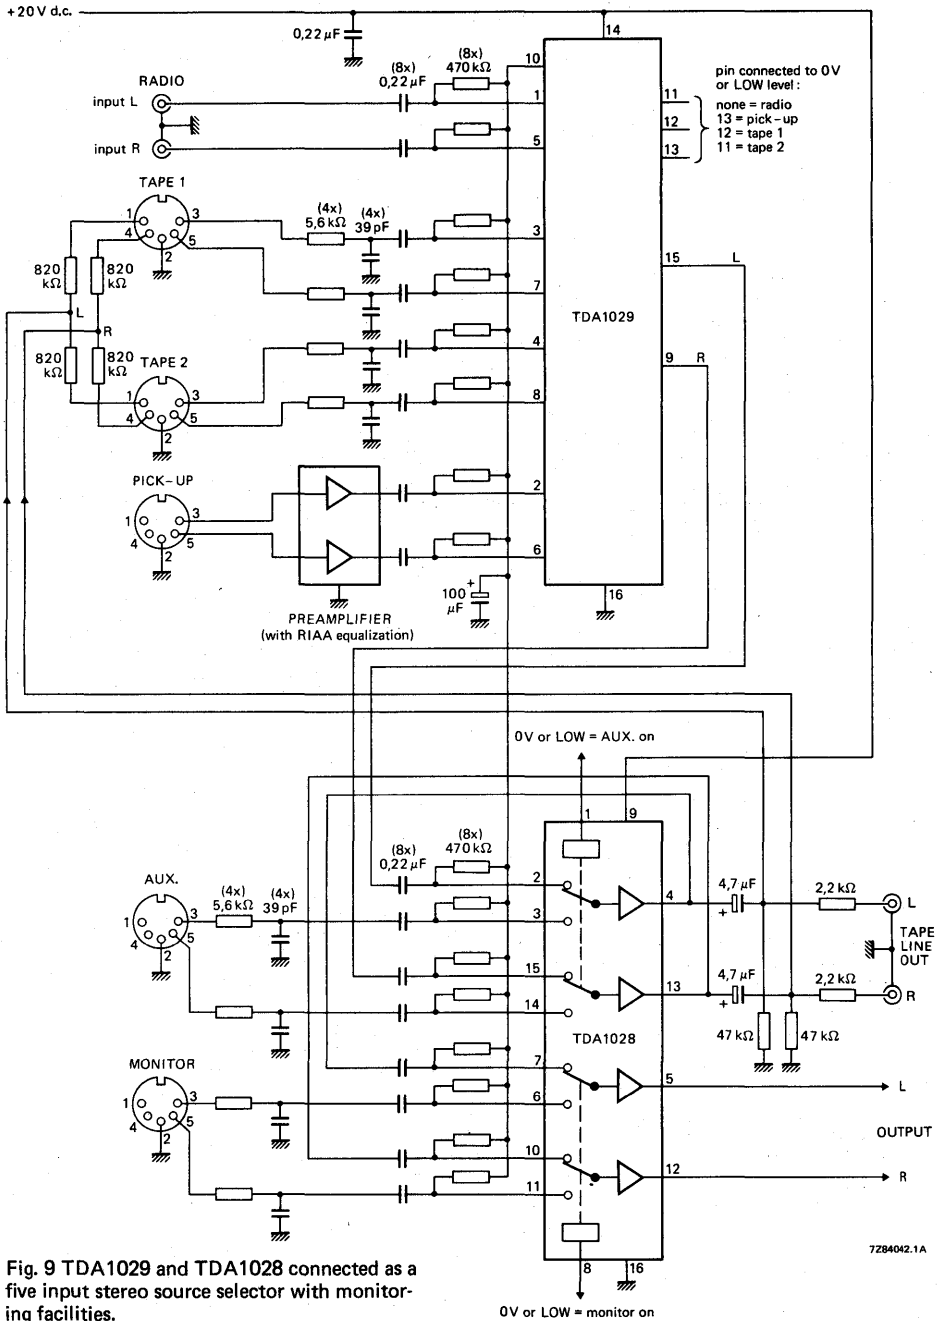 +20V d.c.
0,22 µF
14
(8x)
0,22 µF
(8x)
470 kΩ
10
RADIO
input L
input R
1
5
pin connected to 0V
or LOW level :
none = radio
13 = pick-up
12 = tape 1
11 = tape 2
11
12
13
TAPE 1
1
3
4
5
2
(4x)
5,6 kΩ
(4x)
39 pF
3
7
820
kΩ
820
kΩ
L
R
820
kΩ
820
kΩ
15
L
TDA1029
9
R
4
8
TAPE 2
1
3
4
5
2
PICK-UP
1
3
4
5
2
2
6
+
100
µF
16
PREAMPLIFIER
(with RIAA equalization)
0V or LOW = AUX. on
1
9
(8x)
0,22 µF
(8x)
470 kΩ
AUX.
1
3
4
5
2
(4x)
5,6 kΩ
(4x)
39 pF
2
3
15
14
4
13
4,7 µF
+
2,2 kΩ
L
TAPE
LINE
OUT
4,7 µF
+
2,2 kΩ
R
47 kΩ
47 kΩ
TDA1028
MONITOR
1
3
4
5
2
7
6
10
11
5
L
OUTPUT
12
R
8
16
0V or LOW = monitor on
7Z84042.1A
Fig. 9 TDA1029 and TDA1028 connected as a
five input stereo source selector with monitor-
ing facilities.